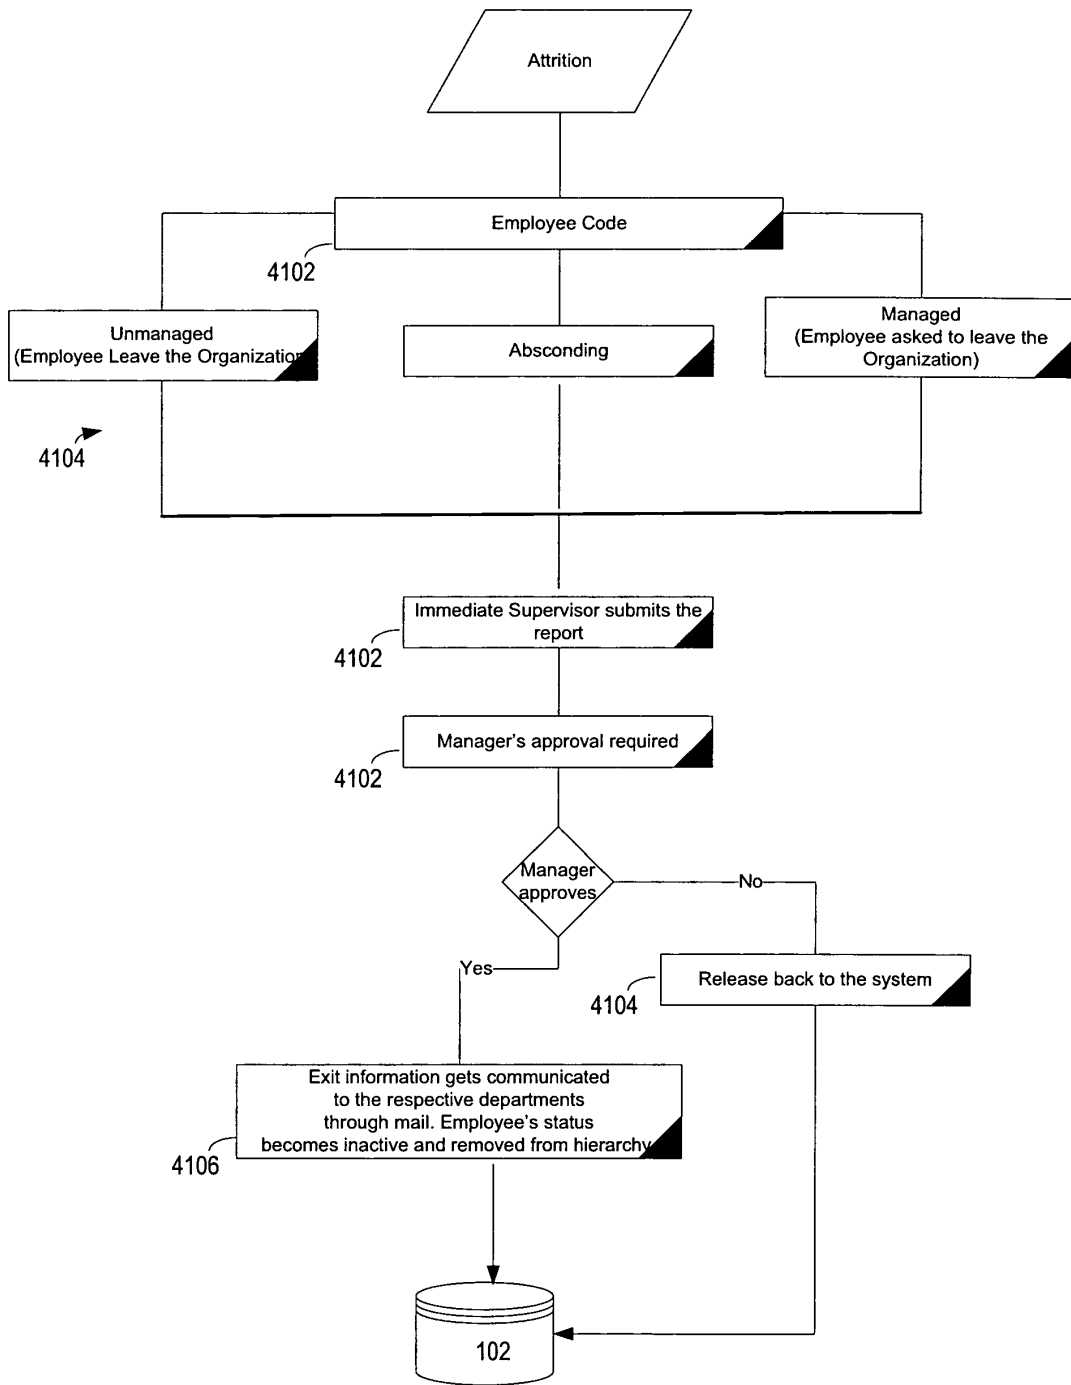 Attrition
Employee Code
4102
Unmanaged
(Employee Leave the Organization
Absconding
Managed
(Employee asked to leave the
Organization)
4104
Immediate Supervisor submits the
report
4102
Manager's approval required
4102
Manager
approves
No
Yes
Release back to the system
4104
Exit information gets communicated
to the respective departments
through mail. Employee's status
becomes inactive and removed from hierarchy
4106
102